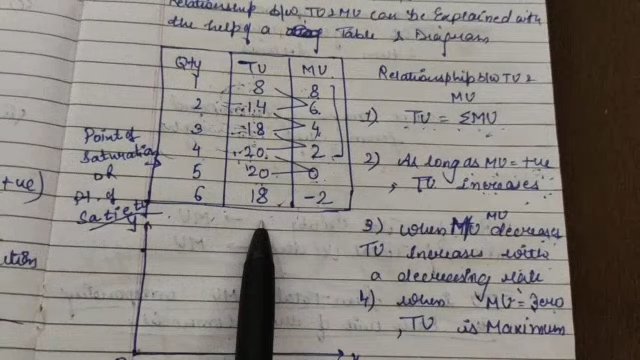 Relationship b/w TU & MU can be Explained with
the help of a Table & Diagram
Qty TU MU
1 8 8
2 14 6
3 18 4
4 20 2
5 20 0
6 18 -2
Point of
Saturation
or
pt. of
Satiety
+ve)
Relationship b/w TU &
MU
1) TU = ΣMU
2) As long as MU = +ve
, TU Increases
3) when MU decreases
TU Increases with
a decreasing rate
4) when MU = Zero
, TU is Maximum
y
x